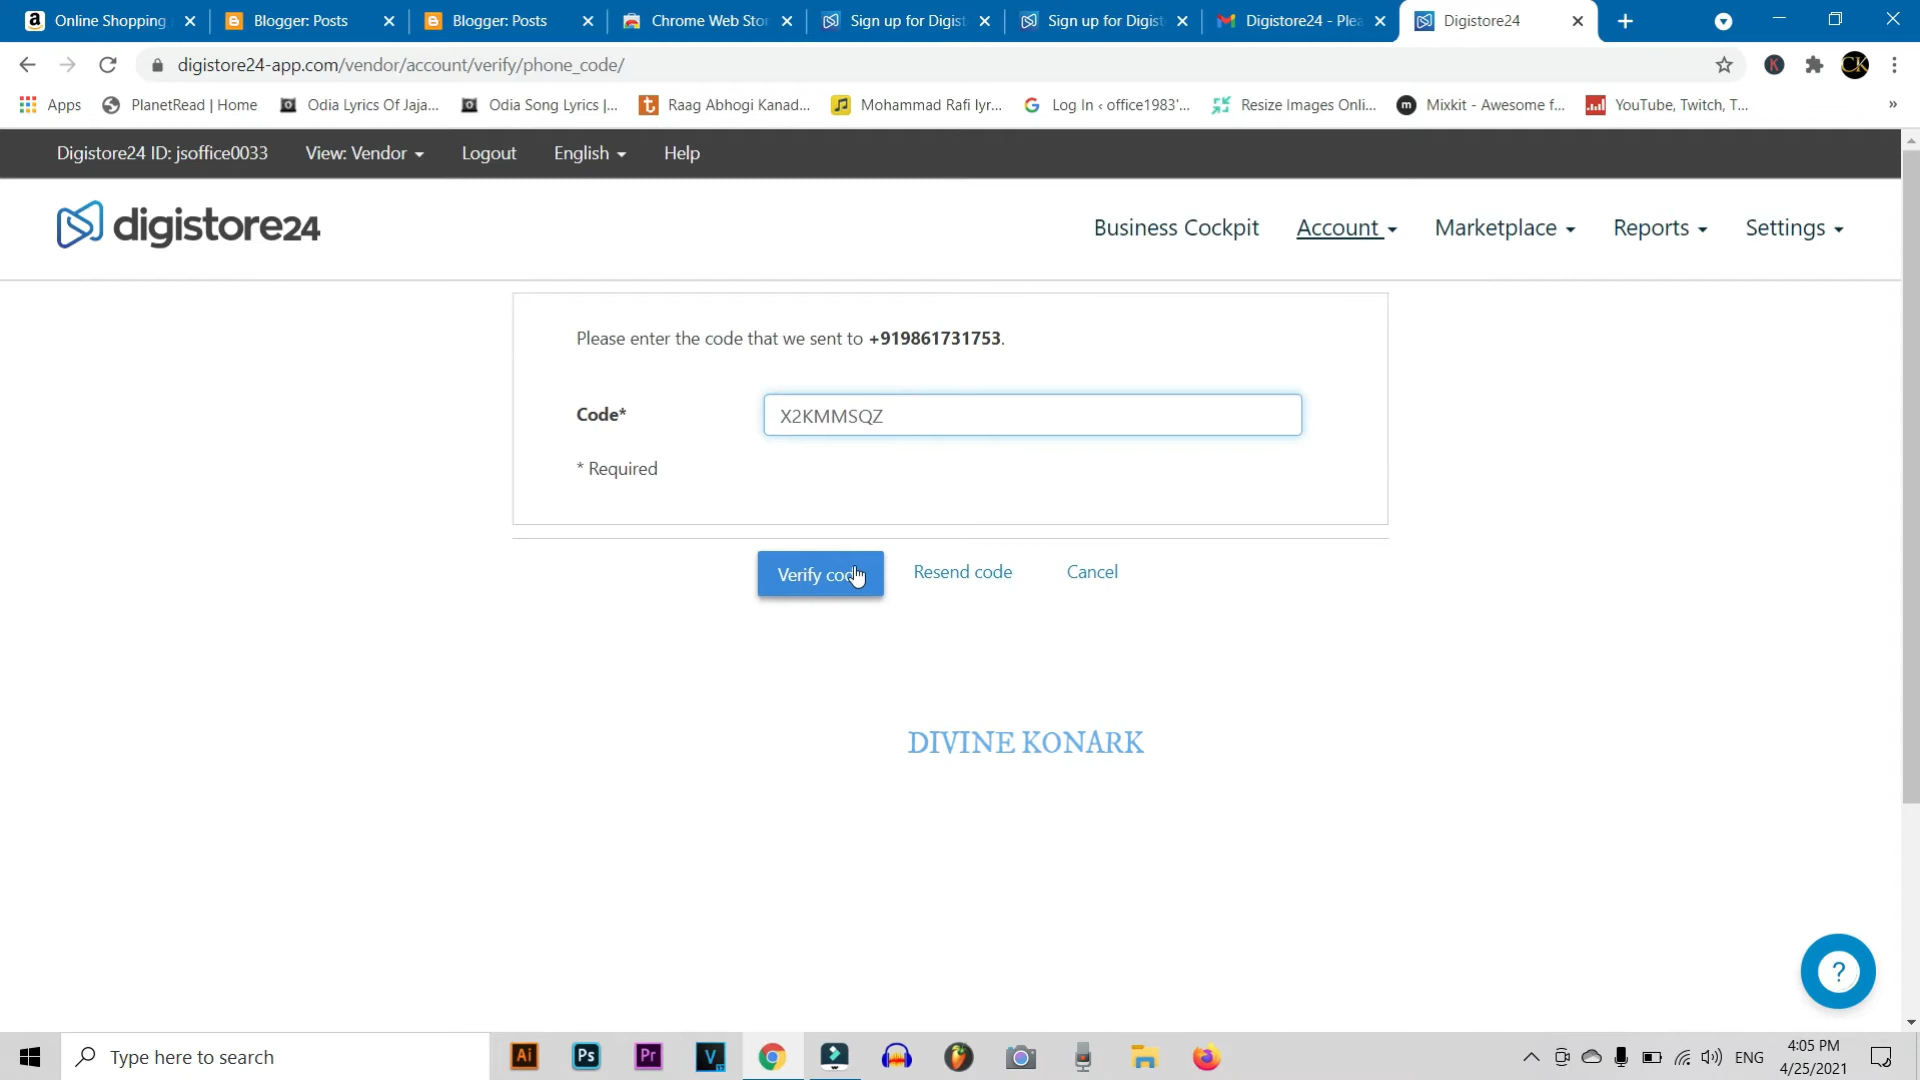 Online Shopping
Blogger: Posts
Blogger: Posts
Chrome Web Stor
Sign up for Digist
Sign up for Digist
Digistore24 - Plea
Digistore24
digistore24-app.com/vendor/account/verify/phone_code/
Apps
PlanetRead | Home
Odia Lyrics Of Jaja...
Odia Song Lyrics |...
Raag Abhogi Kanad...
Mohammad Rafi lyr...
Log In ‹ office1983'...
Resize Images Onli...
Mixkit - Awesome f...
YouTube, Twitch, T...
»
Digistore24 ID: jsoffice0033
View: Vendor
Logout
English
Help
digistore24
Business Cockpit
Account
Marketplace
Reports
Settings
Please enter the code that we sent to +919861731753.
Code*
X2KMMSQZ
* Required
Verify code
Resend code
Cancel
DIVINE KONARK
?
Type here to search
Ai
Ps
Pr
V
ENG
4:05 PM
4/25/2021